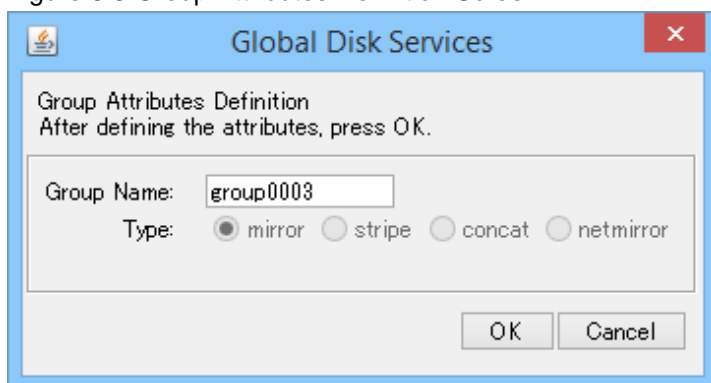 Global Disk Services
Group Attributes Definition
After defining the attributes, press OK.
Group Name: group0003
Type: mirror stripe concat netmirror
OK Cancel